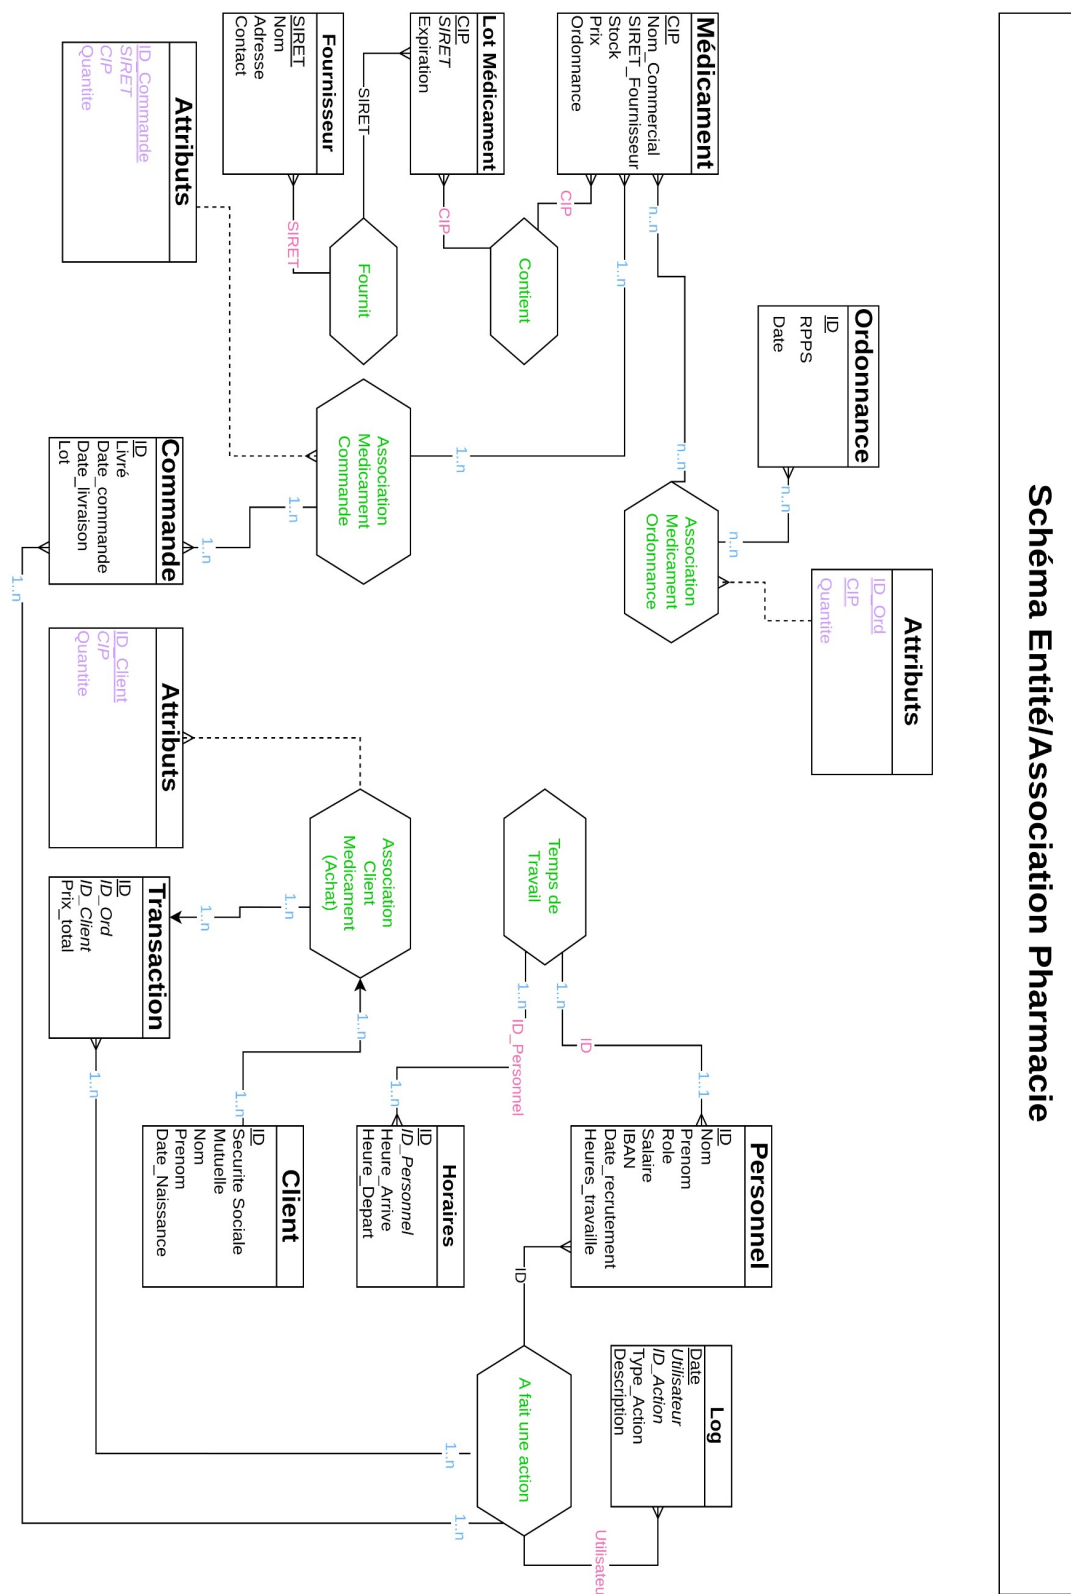 Schéma Entité/Association Pharmacie
Médicament
CIP
Nom_Commercial
SIRET_Fournisseur
Stock
Prix
Ordonnance
Lot Médicament
CIP
SIRET
Expiration
Fournisseur
SIRET
Nom
Adresse
Contact
Attributs
ID_Commande
SIRET
CIP
Quantite
SIRET
SIRET
CIP
CIP
n..n
1..n
Fournit
Contient
Ordonnance
ID
RPPS
Date
n..n
n..n
n..n
1..n
Association
Medicament
Commande
Association
Medicament
Ordonnance
Attributs
ID_Ord
CIP
Quantite
Commande
ID
Livré
Date_commande
Date_livraison
Lot
1..n
1..n
1..n
Attributs
ID_Client
CIP
Quantite
Association
Client
Medicament
(Achat)
Temps de
Travail
Transaction
ID
ID_Ord
ID_Client
Prix_total
1..n
1..n
1..n
1..n
1..n
1..n
ID
ID_Personnel
1..1
1..n
1..n
Personnel
ID
Nom
Prenom
Role
Salaire
IBAN
Date_recrutement
Heures_travaille
Horaires
ID
ID_Personnel
Heure_Arrive
Heure_Depart
Client
ID
Securite Sociale
Mutuelle
Nom
Prenom
Date_Naissance
ID
Log
Date
Utilisateur
ID_Action
Type_Action
Description
A fait une action
1..n
1..n
Utilisateu